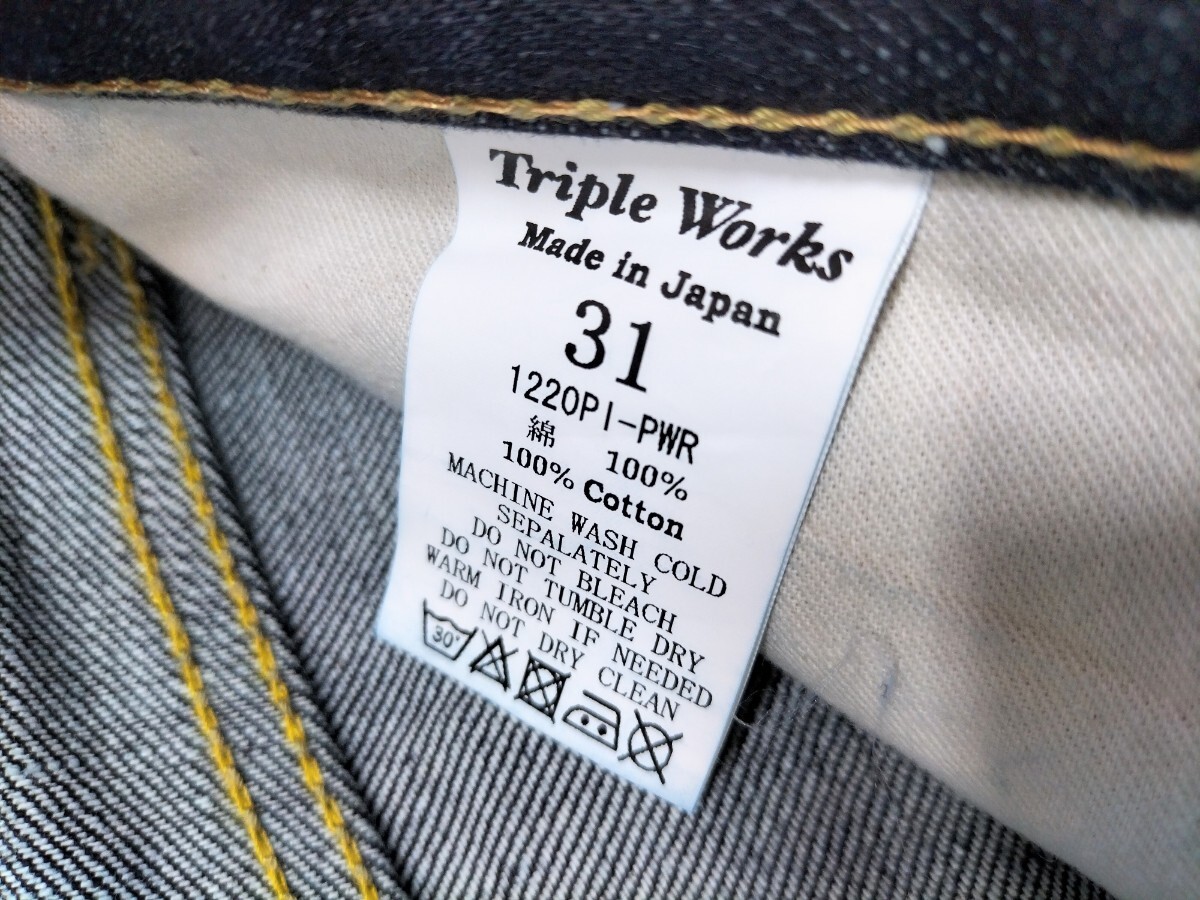 Triple Works
Made in Japan
31
1220PI-PWR
綿 100%
100% Cotton
MACHINE WASH COLD
SEPALATELY
DO NOT BLEACH
DO NOT TUMBLE DRY
WARM IRON IF NEEDED
DO NOT DRY CLEAN
30°